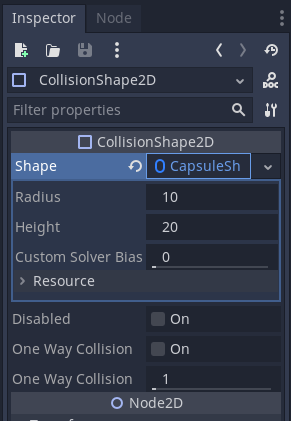 Inspector
Node
DOC
CollisionShape2D
Filter properties
CollisionShape2D
Shape
CapsuleSh
Radius 10
Height 20
Custom Solver Bias 0
Resource
Disabled On
One Way Collision On
One Way Collision 1
Node2D